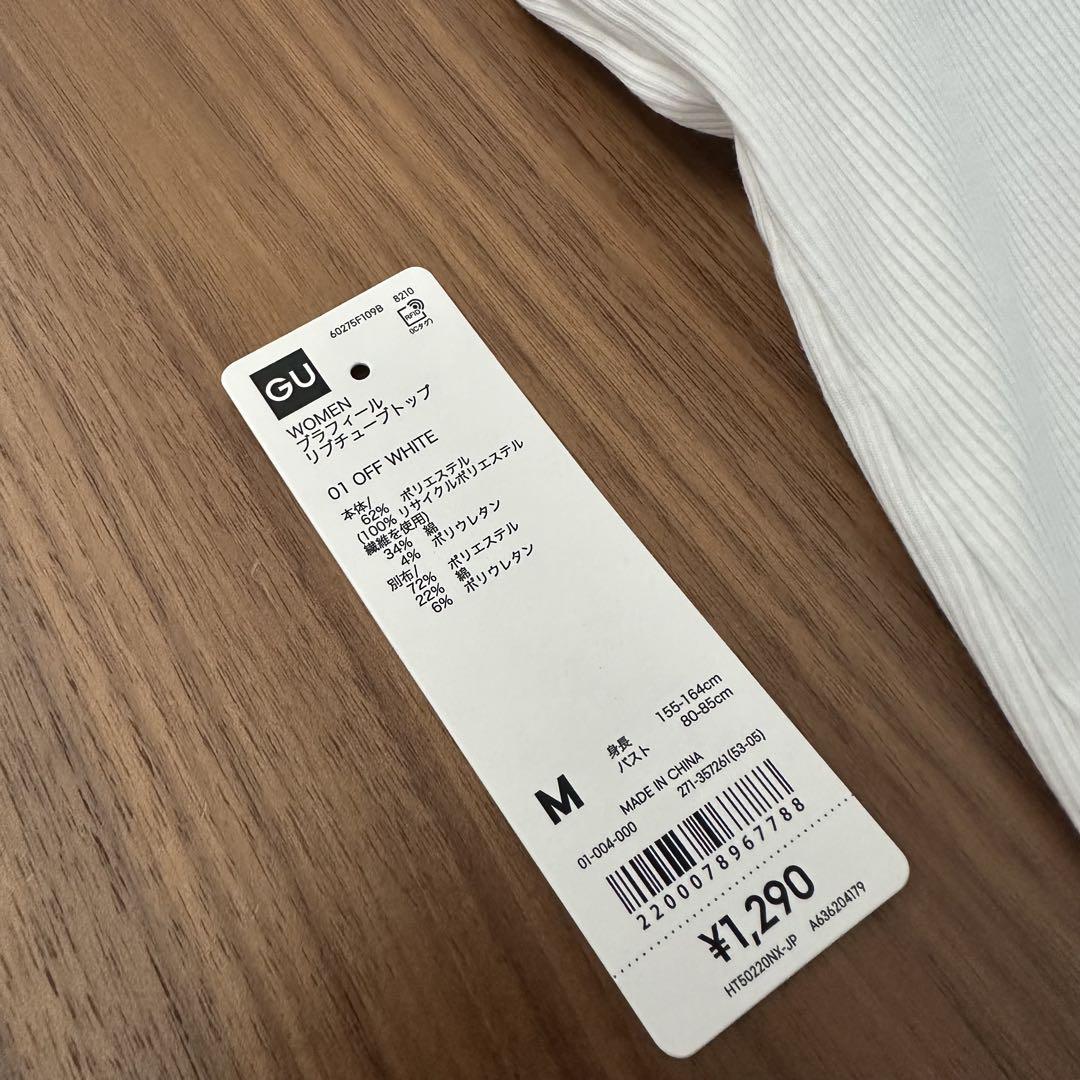 60275F109B 8210
RFID
(ICタグ)
GU
WOMEN
ブラフィール
リブチューブトップ
01 OFF WHITE
本体/
62% ポリエステル
(100% リサイクルポリエステル
繊維を使用)
34% 綿
4% ポリウレタン
別布/
72% ポリエステル
22% 綿
6% ポリウレタン
M
身長 155-164cm
バスト 80-85cm
MADE IN CHINA
271-357261(53-05)
01-004-000
2200078967788
¥1,290
HT50220NX-JP A636204179